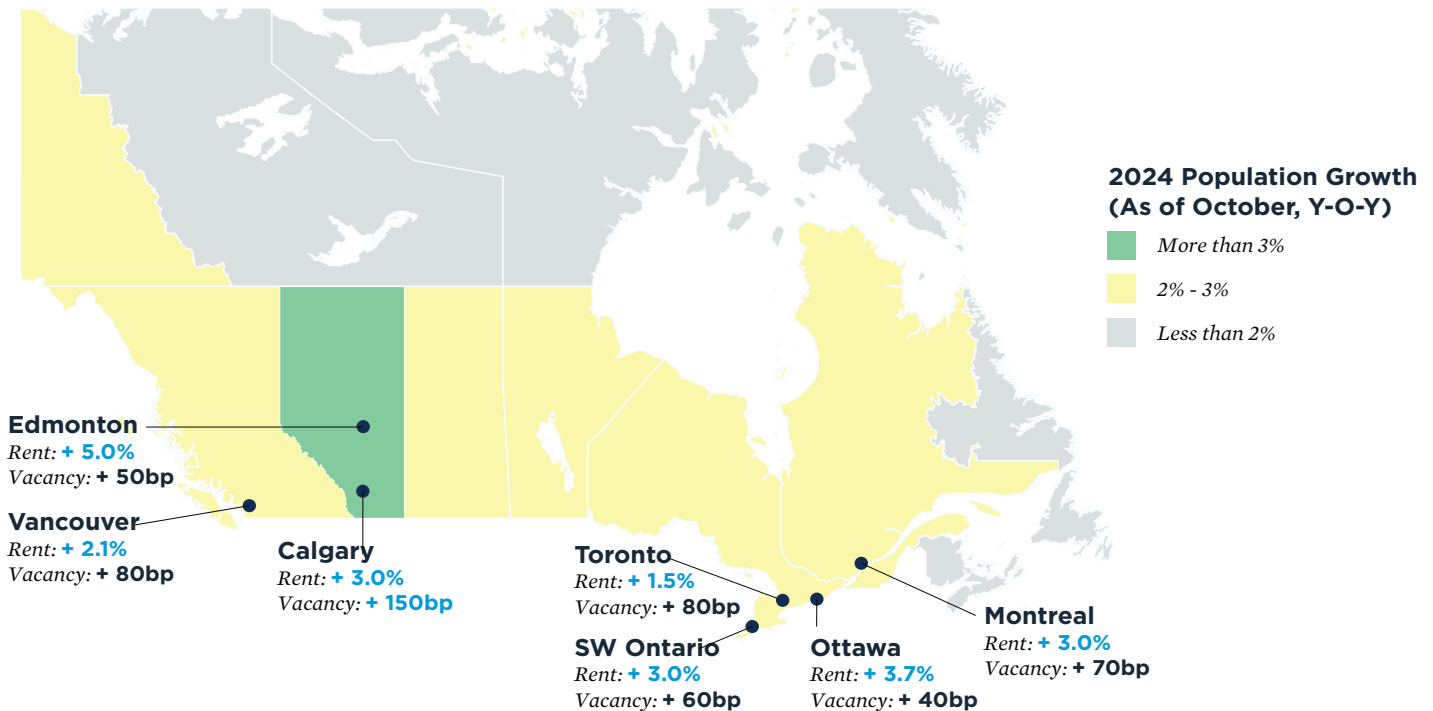 2024 Population Growth
(As of October, Y-O-Y)
More than 3%
2% - 3%
Less than 2%
Edmonton
Rent: + 5.0%
Vacancy: + 50bp
Vancouver
Rent: + 2.1%
Vacancy: + 80bp
Calgary
Rent: + 3.0%
Vacancy: + 150bp
Toronto
Rent: + 1.5%
Vacancy: + 80bp
SW Ontario
Rent: + 3.0%
Vacancy: + 60bp
Ottawa
Rent: + 3.7%
Vacancy: + 40bp
Montreal
Rent: + 3.0%
Vacancy: + 70bp